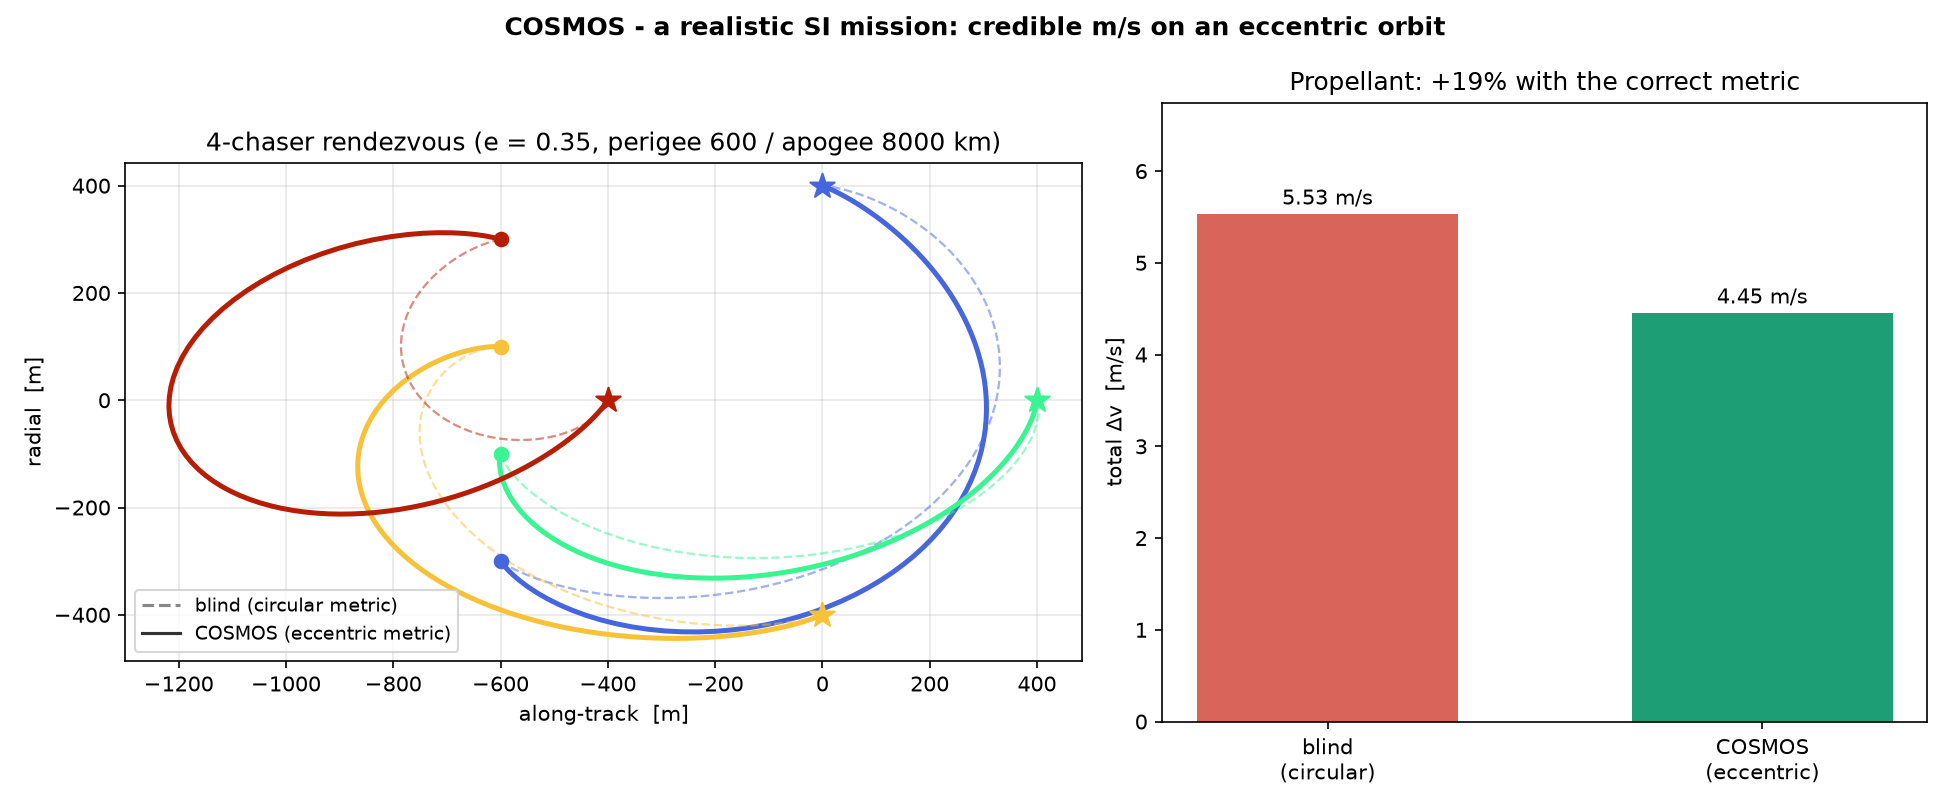 COSMOS - a realistic SI mission: credible m/s on an eccentric orbit
4-chaser rendezvous (e = 0.35, perigee 600 / apogee 8000 km)
radial [m]
400
200
0
−200
−400
blind (circular metric)
COSMOS (eccentric metric)
−1200
−1000
−800
−600
−400
−200
0
200
400
along-track [m]
Propellant: +19% with the correct metric
total Δv [m/s]
6
5
4
3
2
1
0
5.53 m/s
4.45 m/s
blind
(circular)
COSMOS
(eccentric)